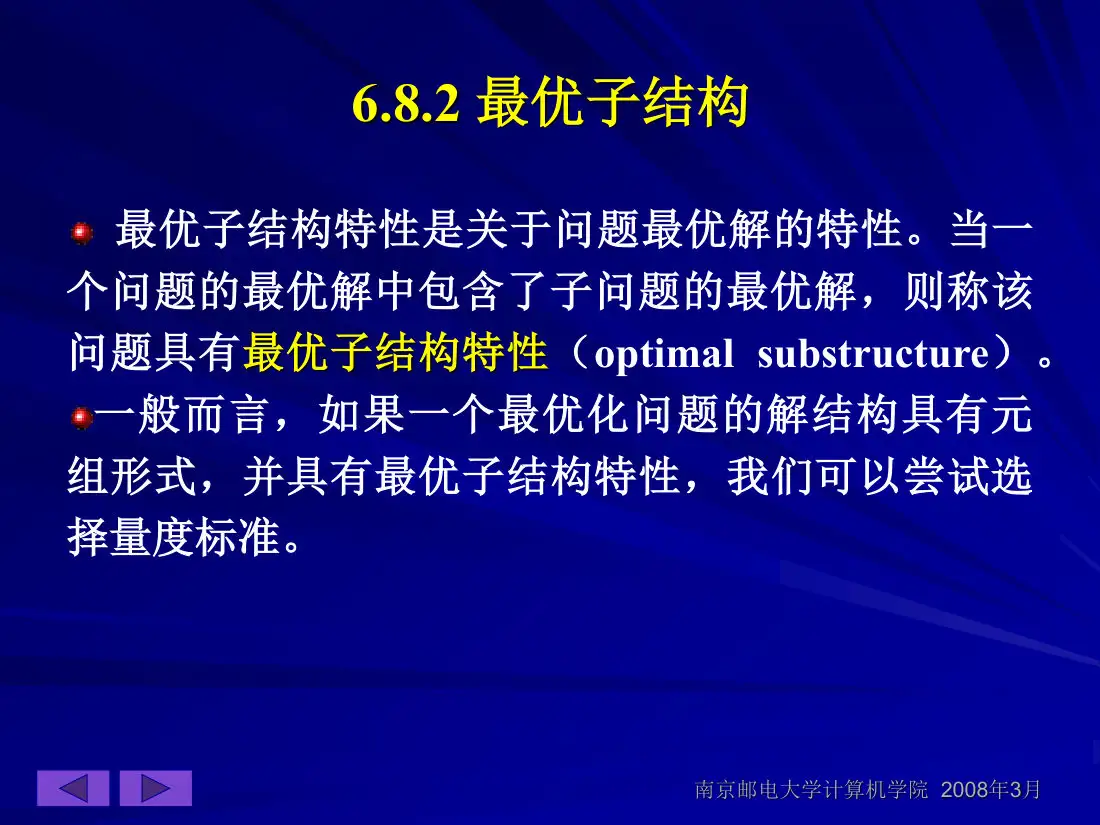 6.8.2 最优子结构
最优子结构特性是关于问题最优解的特性。当一
个问题的最优解中包含了子问题的最优解，则称该
问题具有最优子结构特性（optimal substructure）。
一般而言，如果一个最优化问题的解结构具有元
组形式，并具有最优子结构特性，我们可以尝试选
择量度标准。
南京邮电大学计算机学院 2008年3月